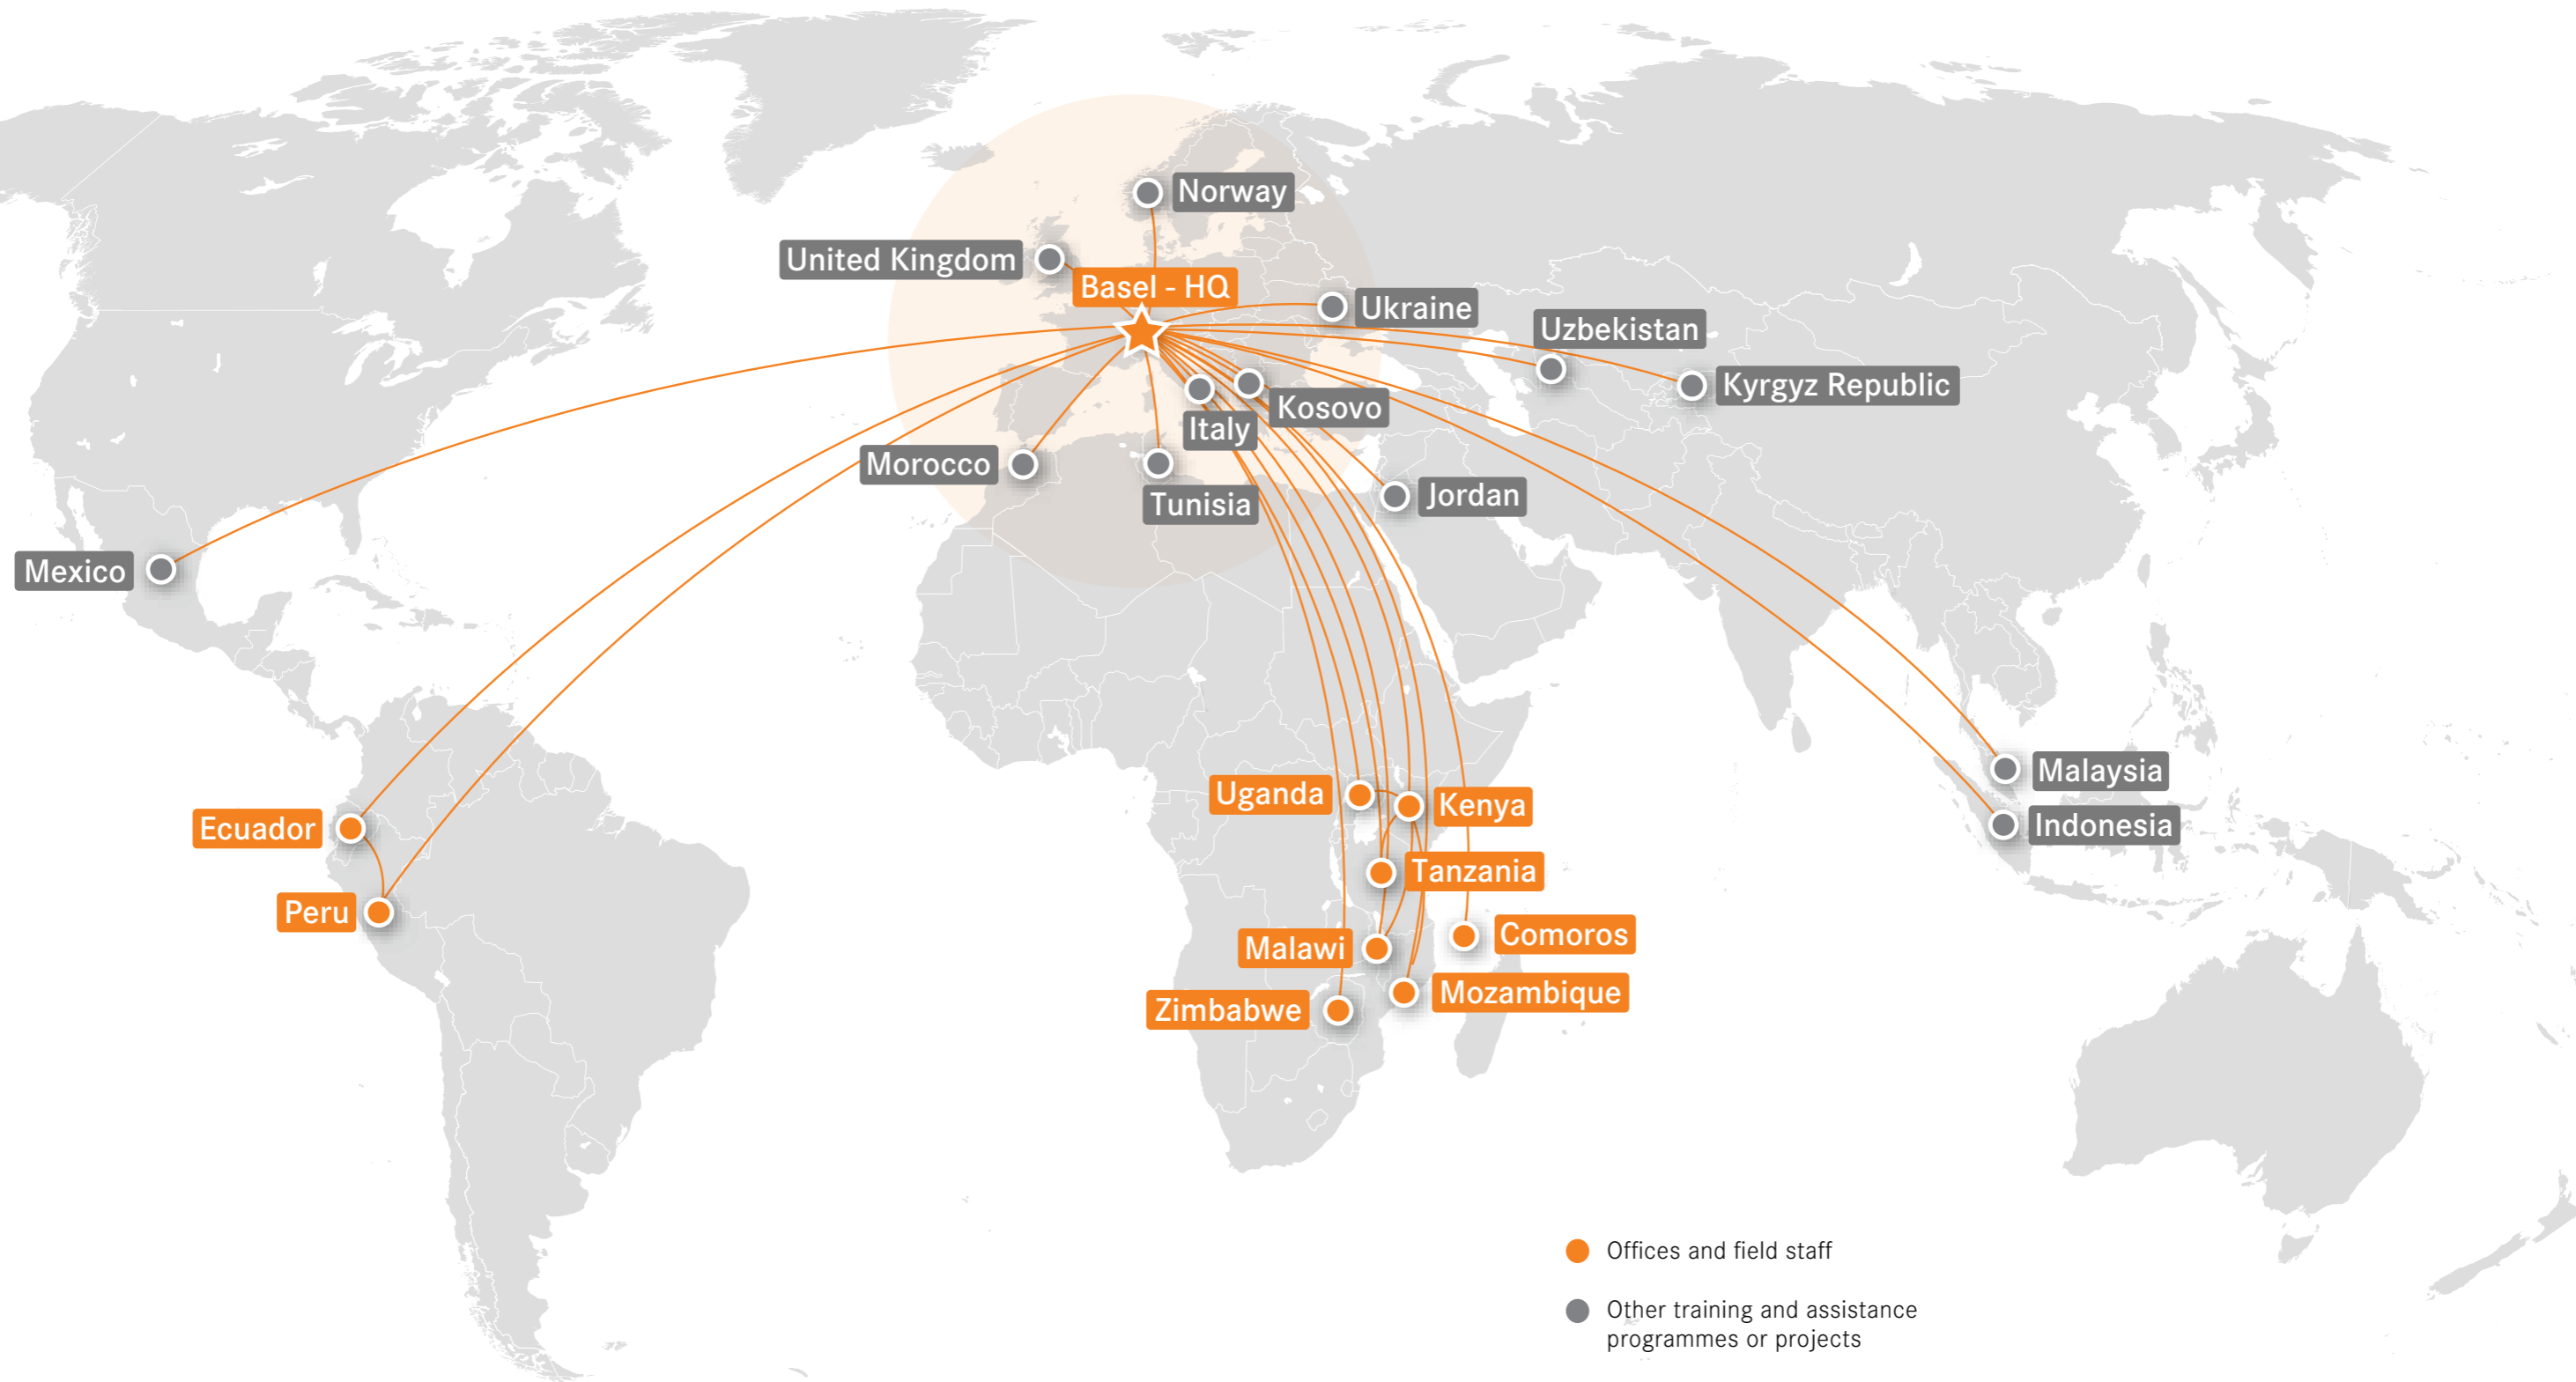 Norway
United Kingdom
Basel - HQ
Ukraine
Uzbekistan
Kyrgyz Republic
Kosovo
Italy
Morocco
Tunisia
Jordan
Mexico
Malaysia
Uganda
Kenya
Ecuador
Indonesia
Tanzania
Peru
Malawi
Comoros
Zimbabwe
Mozambique
Offices and field staff
Other training and assistance
programmes or projects